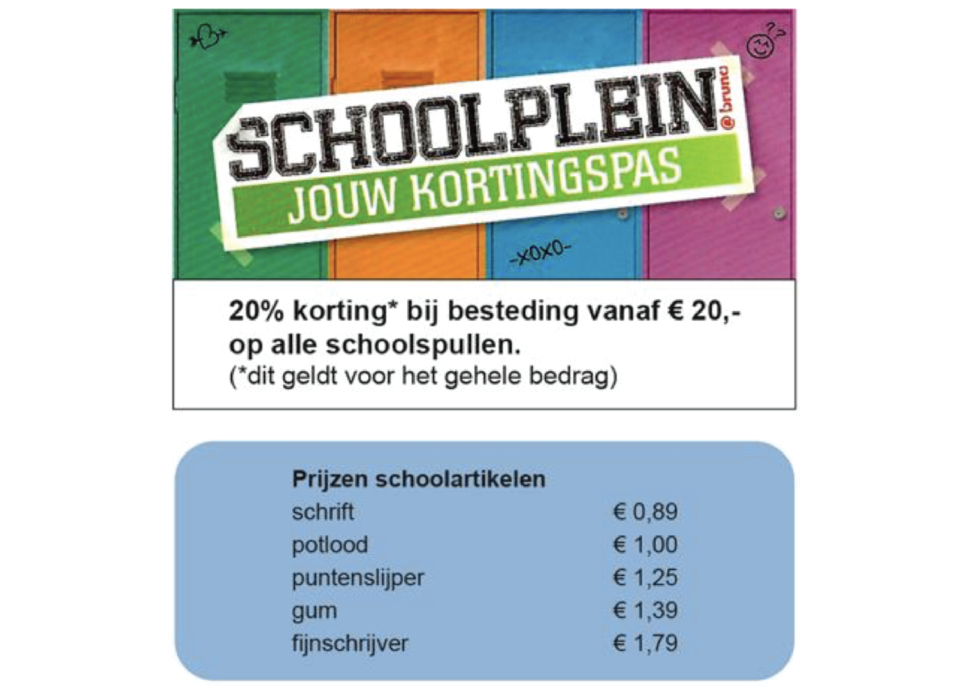 SCHOOLPLEIN
@bruna
JOUW KORTINGSPAS
??
-XOXO-
20% korting* bij besteding vanaf € 20,-
op alle schoolspullen.
(*dit geldt voor het gehele bedrag)
Prijzen schoolartikelen
schrift € 0,89
potlood € 1,00
puntenslijper € 1,25
gum € 1,39
fijnschrijver € 1,79